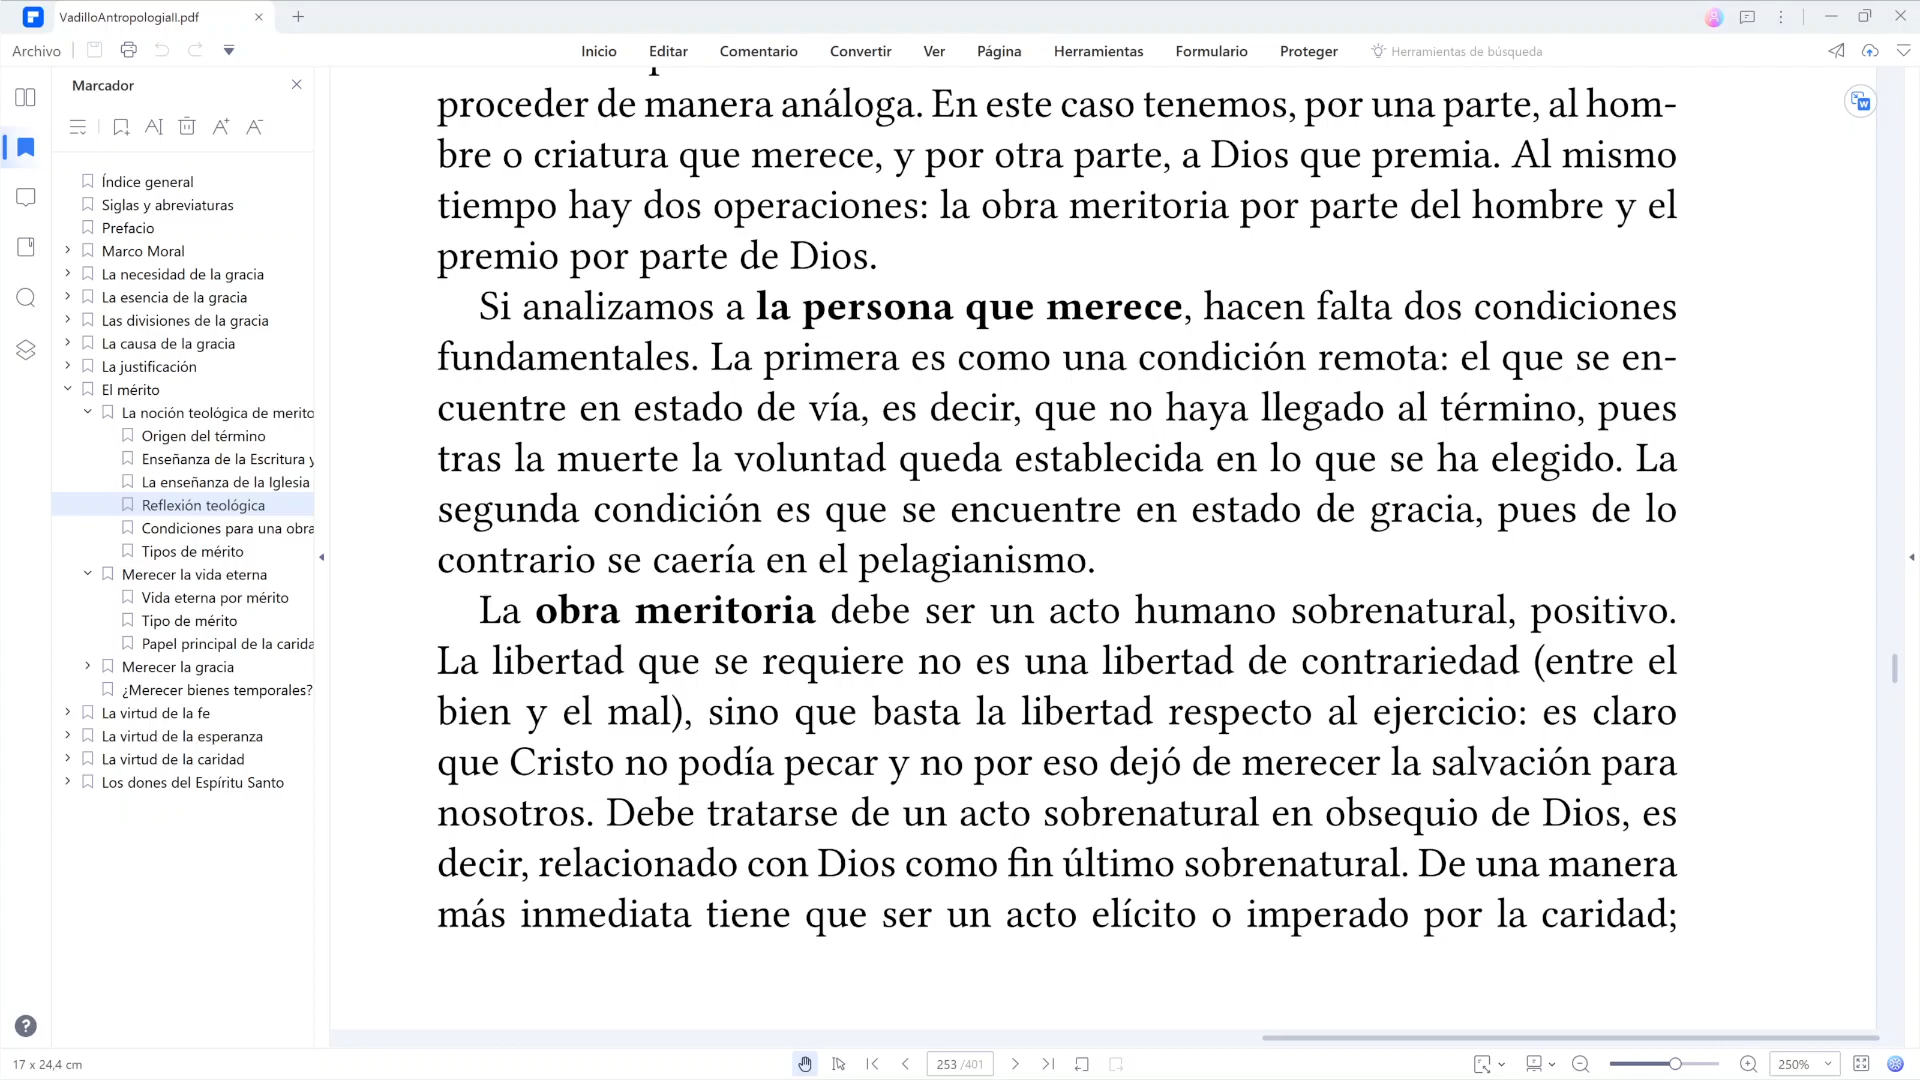 VadilloAntropologiaII.pdf
Archivo
Inicio
Editar
Comentario
Convertir
Ver
Página
Herramientas
Formulario
Proteger
Herramientas de búsqueda
Marcador
Índice general
Siglas y abreviaturas
Prefacio
Marco Moral
La necesidad de la gracia
La esencia de la gracia
Las divisiones de la gracia
La causa de la gracia
La justificación
El mérito
La noción teológica de merito
Origen del término
Enseñanza de la Escritura y
La enseñanza de la Iglesia
Reflexión teológica
Condiciones para una obra
Tipos de mérito
Merecer la vida eterna
Vida eterna por mérito
Tipo de mérito
Papel principal de la carida
Merecer la gracia
¿Merecer bienes temporales?
La virtud de la fe
La virtud de la esperanza
La virtud de la caridad
Los dones del Espíritu Santo
proceder de manera análoga. En este caso tenemos, por una parte, al hom-
bre o criatura que merece, y por otra parte, a Dios que premia. Al mismo
tiempo hay dos operaciones: la obra meritoria por parte del hombre y el
premio por parte de Dios.
Si analizamos a la persona que merece, hacen falta dos condiciones
fundamentales. La primera es como una condición remota: el que se en-
cuentre en estado de vía, es decir, que no haya llegado al término, pues
tras la muerte la voluntad queda establecida en lo que se ha elegido. La
segunda condición es que se encuentre en estado de gracia, pues de lo
contrario se caería en el pelagianismo.
La obra meritoria debe ser un acto humano sobrenatural, positivo.
La libertad que se requiere no es una libertad de contrariedad (entre el
bien y el mal), sino que basta la libertad respecto al ejercicio: es claro
que Cristo no podía pecar y no por eso dejó de merecer la salvación para
nosotros. Debe tratarse de un acto sobrenatural en obsequio de Dios, es
decir, relacionado con Dios como fin último sobrenatural. De una manera
más inmediata tiene que ser un acto elícito o imperado por la caridad;
17 x 24,4 cm
253 /401
250%